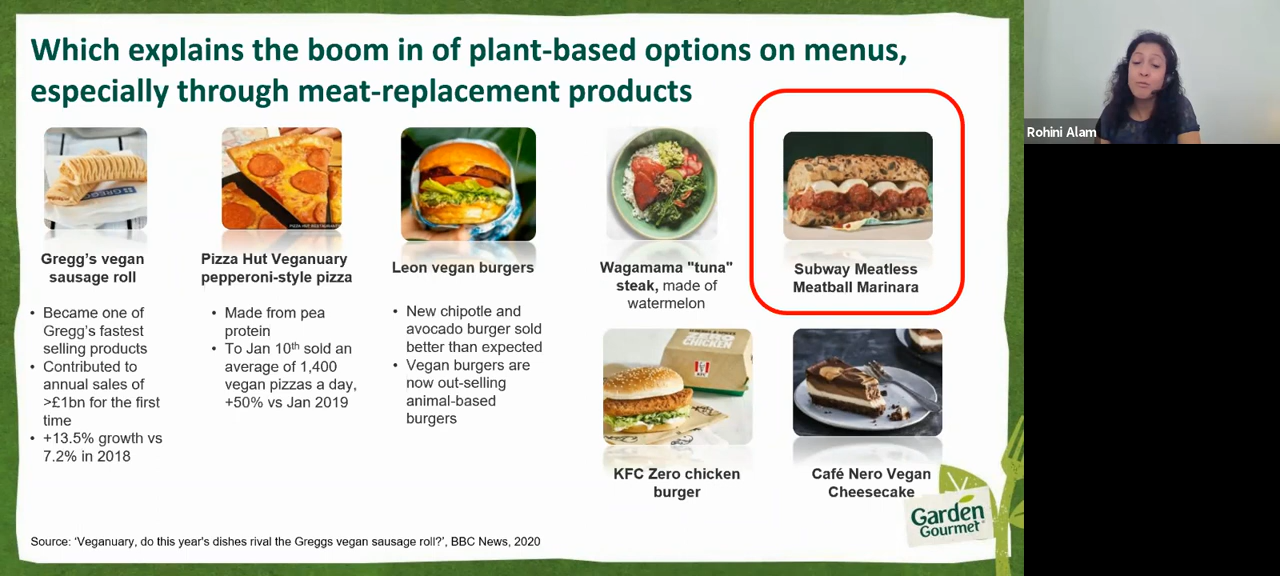 Which explains the boom in of plant-based options on menus,
especially through meat-replacement products
Rohini Alam
Gregg's vegan
sausage roll
• Became one of
Gregg's fastest
selling products
• Contributed to
annual sales of
>£1bn for the first
time
• +13.5% growth vs
7.2% in 2018
Pizza Hut Veganuary
pepperoni-style pizza
• Made from pea
protein
• To Jan 10th sold an
average of 1,400
vegan pizzas a day,
+50% vs Jan 2019
Leon vegan burgers
• New chipotle and
avocado burger sold
better than expected
• Vegan burgers are
now out-selling
animal-based
burgers
Wagamama "tuna"
steak, made of
watermelon
Subway Meatless
Meatball Marinara
ZERO
CHICKEN
KFC
KFC Zero chicken
burger
Café Nero Vegan
Cheesecake
Garden
Gourmet
Source: 'Veganuary, do this year's dishes rival the Greggs vegan sausage roll?', BBC News, 2020